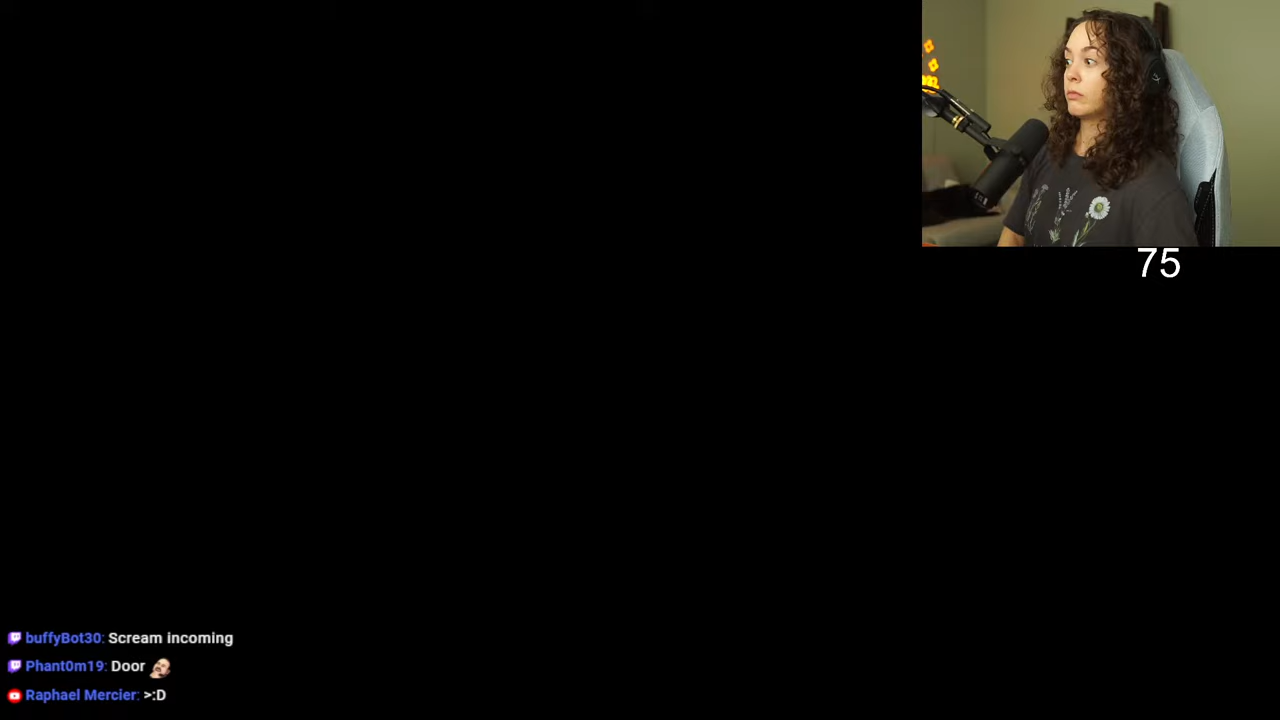 75
buffyBot30: Scream incoming
Phant0m19: Door
Raphael Mercier: >:D